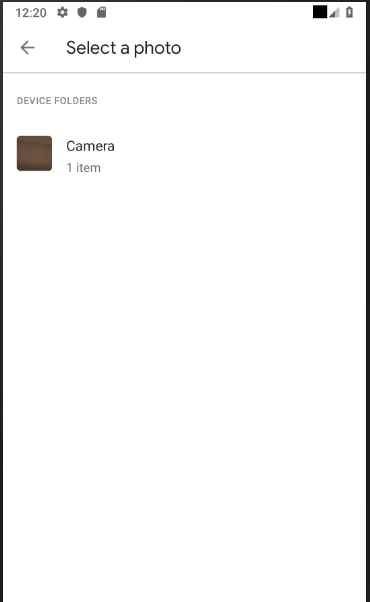 12:20
Select a photo
DEVICE FOLDERS
Camera
1 item